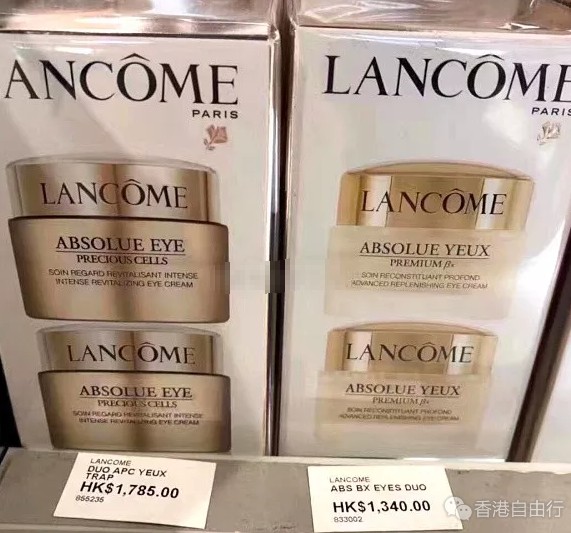 ANCÔME
PARIS
LANCÔME
ABSOLUE EYE
PRECIOUS CELLS
SOIN REGARD REVITALISANT INTENSE
INTENSE REVITALIZING EYE CREAM
LANCÔME
ABSOLUE EYE
PRECIOUS CELLS
SOIN REGARD REVITALISANT INTENSE
INTENSE REVITALIZING EYE CREAM
LANCOME
DUO APC YEUX
TRAP
HK$1,785.00
855235
LANCÔME
PARIS
LANCÔME
ABSOLUE YEUX
PREMIUM βx
SOIN RECONSTITUANT PROFOND
ADVANCED REPLENISHING EYE CREAM
LANCÔME
ABSOLUE YEUX
PREMIUM βx
SOIN RECONSTITUANT PROFOND
ADVANCED REPLENISHING EYE CREAM
LANCOME
ABS BX EYES DUO
HK$1,340.00
833002
香港自由行